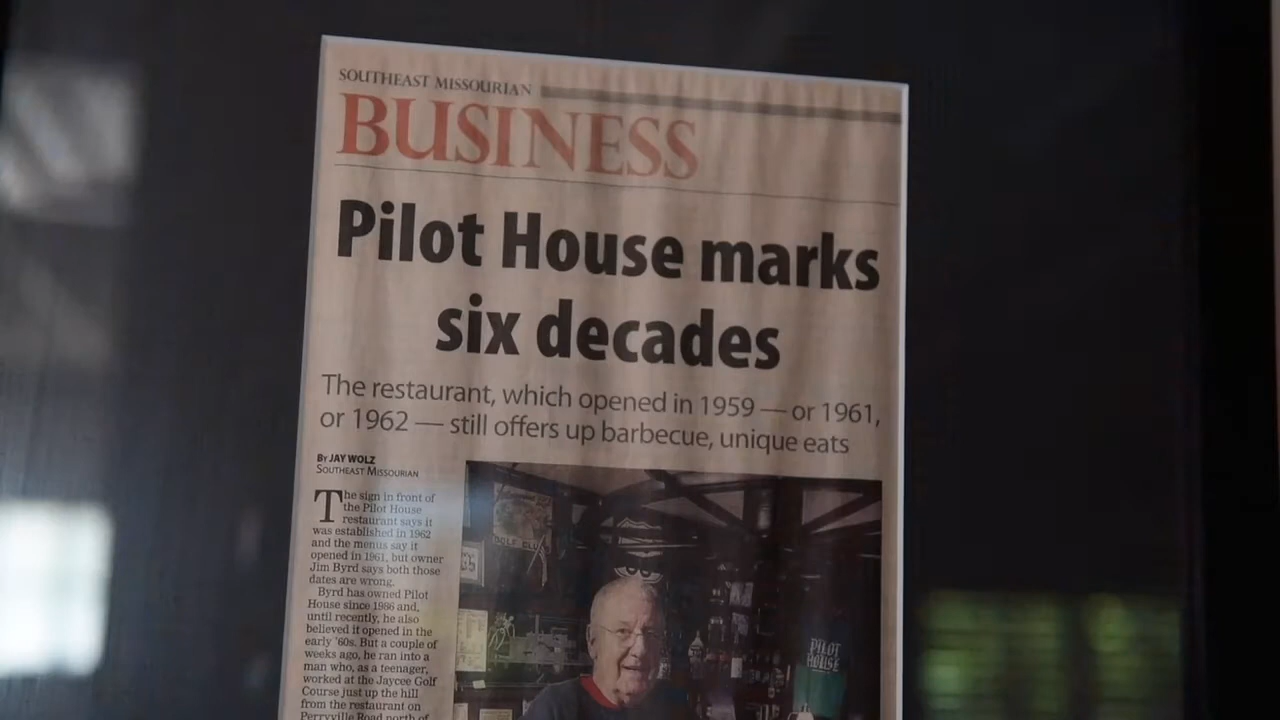 SOUTHEAST MISSOURIAN
BUSINESS
Pilot House marks
six decades
The restaurant, which opened in 1959 — or 1961,
or 1962 — still offers up barbecue, unique eats
By JAY WOLZ
SOUTHEAST MISSOURIAN
The sign in front of
the Pilot House
restaurant says it
was established in 1962
and the menus say it
opened in 1961, but owner
Jim Byrd says both those
dates are wrong.
Byrd has owned Pilot
House since 1986 and,
until recently, he also
believed it opened in the
early '60s. But a couple of
weeks ago, he ran into a
man who, as a teenager,
worked at the Jaycee Golf
Course just up the hill
from the restaurant on
Perryville Road north of
GOLF CLUB
PILOT
HOUSE